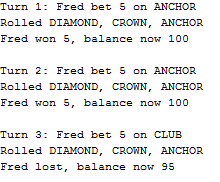 Turn 1: Fred bet 5 on ANCHOR
Rolled DIAMOND, CROWN, ANCHOR
Fred won 5, balance now 100

Turn 2: Fred bet 5 on ANCHOR
Rolled DIAMOND, CROWN, ANCHOR
Fred won 5, balance now 100

Turn 3: Fred bet 5 on CLUB
Rolled DIAMOND, CROWN, ANCHOR
Fred lost, balance now 95